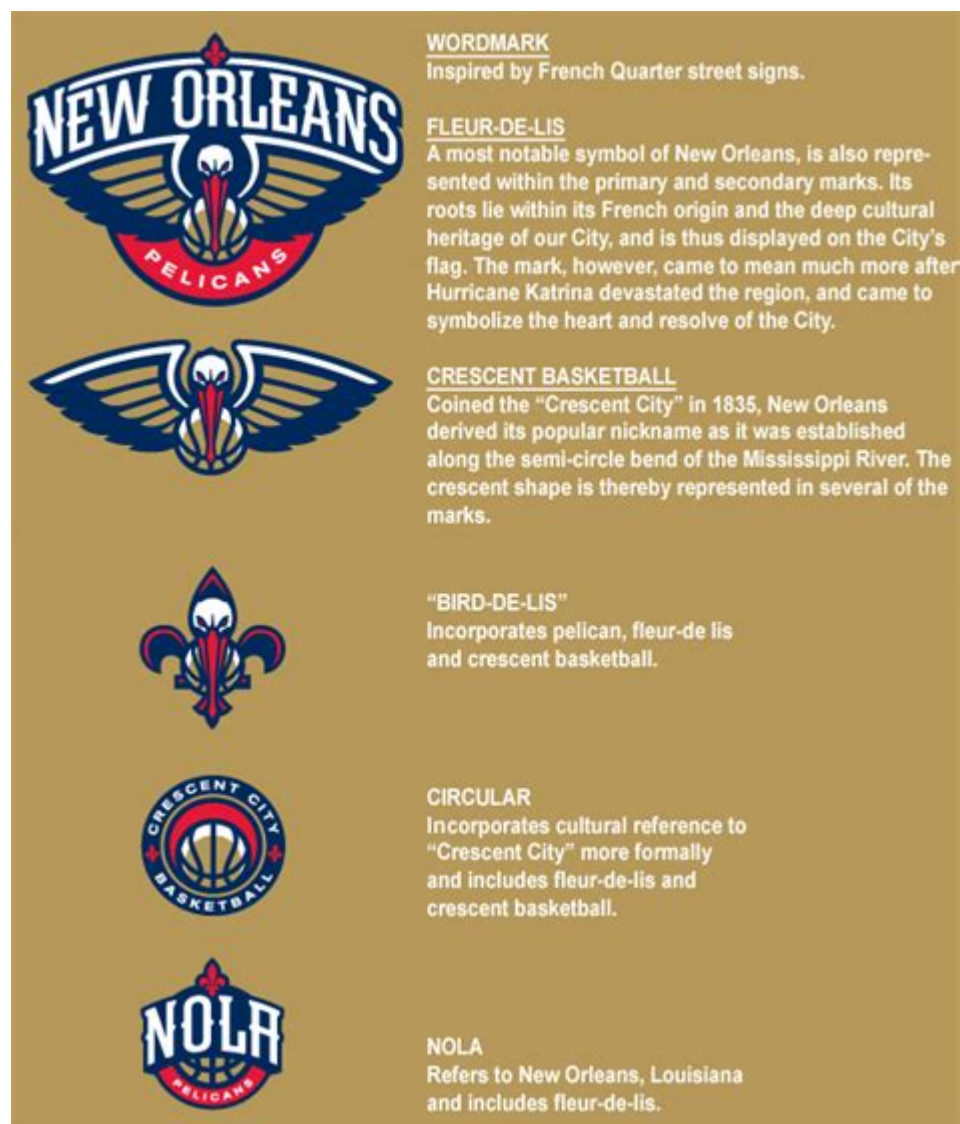 NEW ORLEANS
PELICANS
WORDMARK
Inspired by French Quarter street signs.
FLEUR-DE-LIS
A most notable symbol of New Orleans, is also repre-
sented within the primary and secondary marks. Its
roots lie within its French origin and the deep cultural
heritage of our City, and is thus displayed on the City's
flag. The mark, however, came to mean much more after
Hurricane Katrina devastated the region, and came to
symbolize the heart and resolve of the City.
CRESCENT BASKETBALL
Coined the “Crescent City” in 1835, New Orleans
derived its popular nickname as it was established
along the semi-circle bend of the Mississippi River. The
crescent shape is thereby represented in several of the
marks.
“BIRD-DE-LIS”
Incorporates pelican, fleur-de lis
and crescent basketball.
CRESCENT CITY
BASKETBALL
CIRCULAR
Incorporates cultural reference to
“Crescent City” more formally
and includes fleur-de-lis and
crescent basketball.
NOLA
PELICANS
NOLA
Refers to New Orleans, Louisiana
and includes fleur-de-lis.